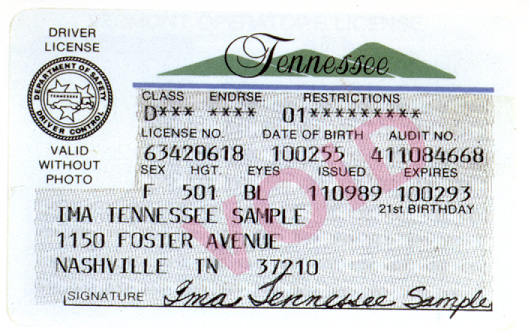 DRIVER
LICENSE
Tennessee
DEPARTMENT OF SAFETY
TENNESSEE
DRIVER CONTROL
VALID
WITHOUT
PHOTO
CLASS ENDRSE. RESTRICTIONS
D*** **** 01*********
LICENSE NO. DATE OF BIRTH AUDIT NO.
63420618 100255 411084668
SEX HGT. EYES ISSUED EXPIRES
F 501 BL 110989 100293
21st BIRTHDAY
IMA TENNESSEE SAMPLE
1150 FOSTER AVENUE
NASHVILLE TN 37210
SIGNATURE Ima Tennessee Sample
VOID